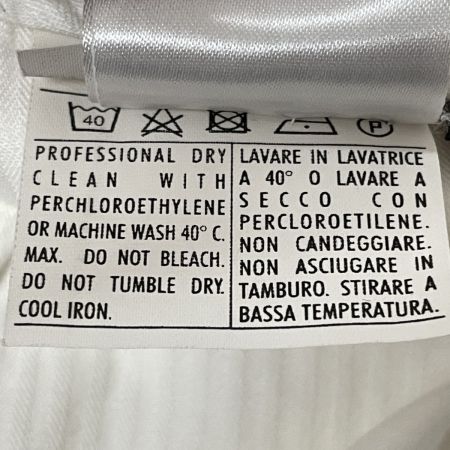 40
P
PROFESSIONAL DRY
CLEAN WITH
PERCHLOROETHYLENE
OR MACHINE WASH 40° C.
MAX. DO NOT BLEACH.
DO NOT TUMBLE DRY.
COOL IRON.
LAVARE IN LAVATRICE
A 40° O LAVARE A
SECCO CON
PERCLOROETILENE.
NON CANDEGGIARE.
NON ASCIUGARE IN
TAMBURO. STIRARE A
BASSA TEMPERATURA.